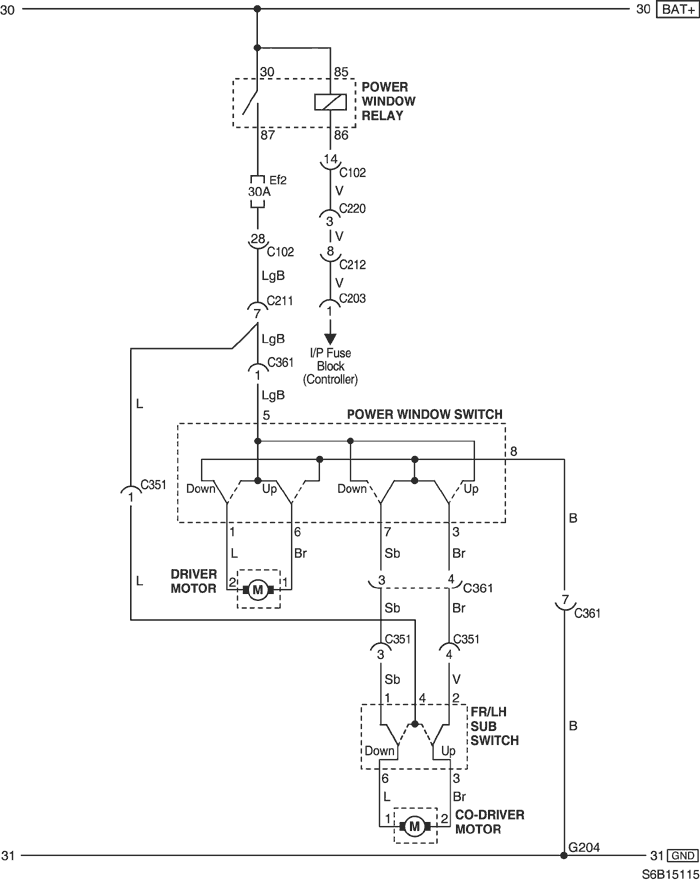 30 30 BAT+
30 85
POWER
WINDOW
RELAY
87 86
Ef2
30A
14
C102
V
C220
3
28
C102
V
8
C212
LgB
V
C211
7
C203
1
LgB
I/P Fuse
Block
(Controller)
C361
1
LgB
L
5
POWER WINDOW SWITCH
8
C351
1
Down Up Down Up
1 6 7 3
B
L Br Sb Br
DRIVER
MOTOR
2 M 1
3 4
C361
7
C361
L
Sb Br
C351
3
C351
4
Sb V
1 4 2
FR/LH
SUB
SWITCH
B
Down Up
6 3
L Br
1 M 2
CO-DRIVER
MOTOR
G204
31 31 GND
S6B15115